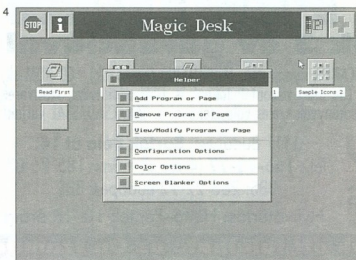 4
STOP! i Magic Desk
Helper
Read First
1
Sample Icons 2
Add Program or Page
Remove Program or Page
View/Modify Program or Page
Configuration Options
Color Options
Screen Blanker Options